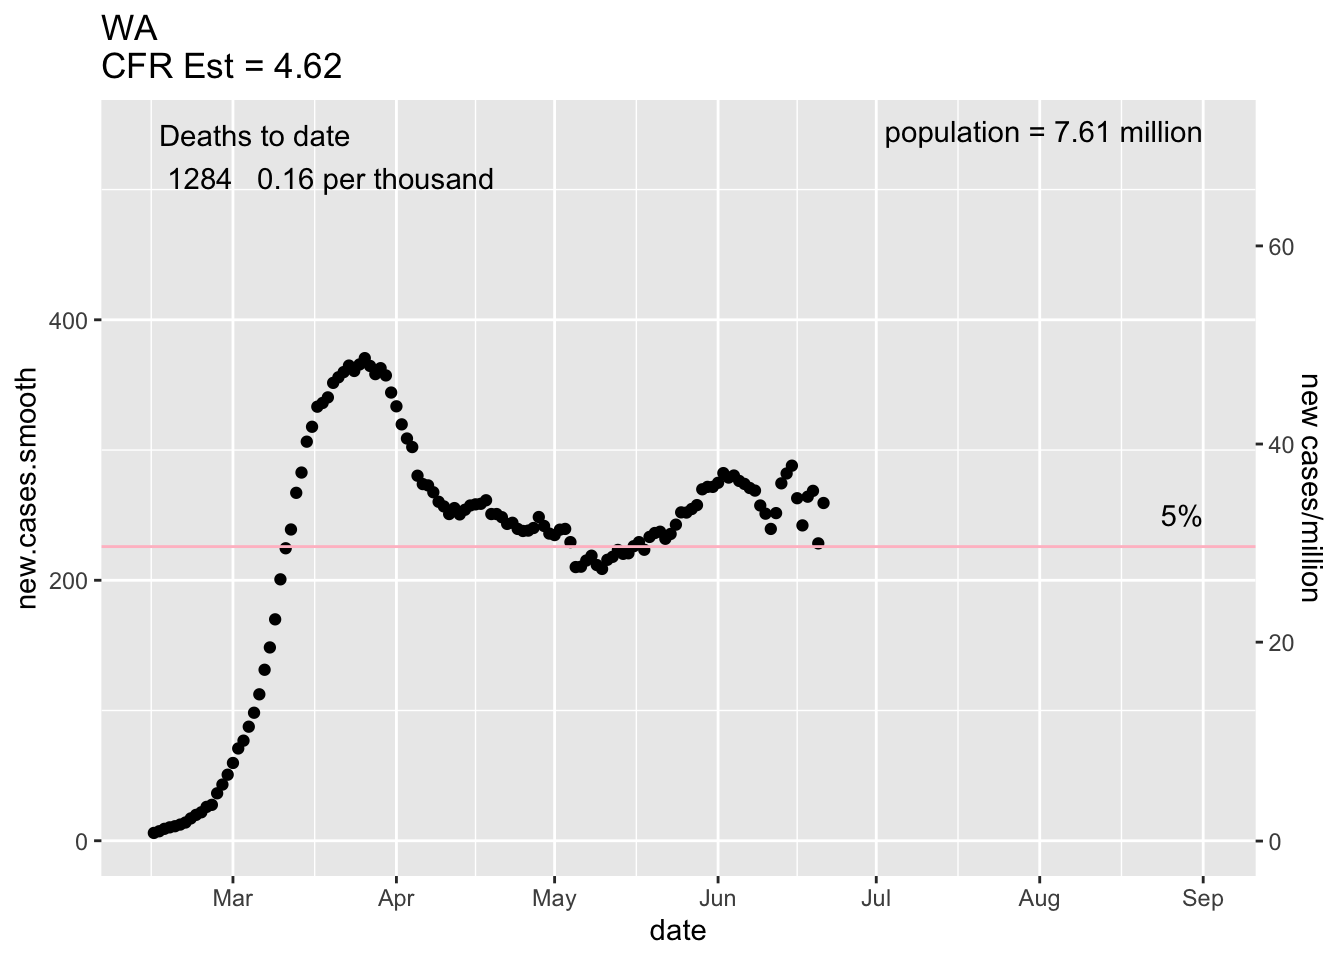 WA
CFR Est = 4.62
Deaths to date
1284 0.16 per thousand
population = 7.61 million
5%
new.cases.smooth
400
200
0
new cases/million
60
40
20
0
Mar Apr May Jun Jul Aug Sep
date